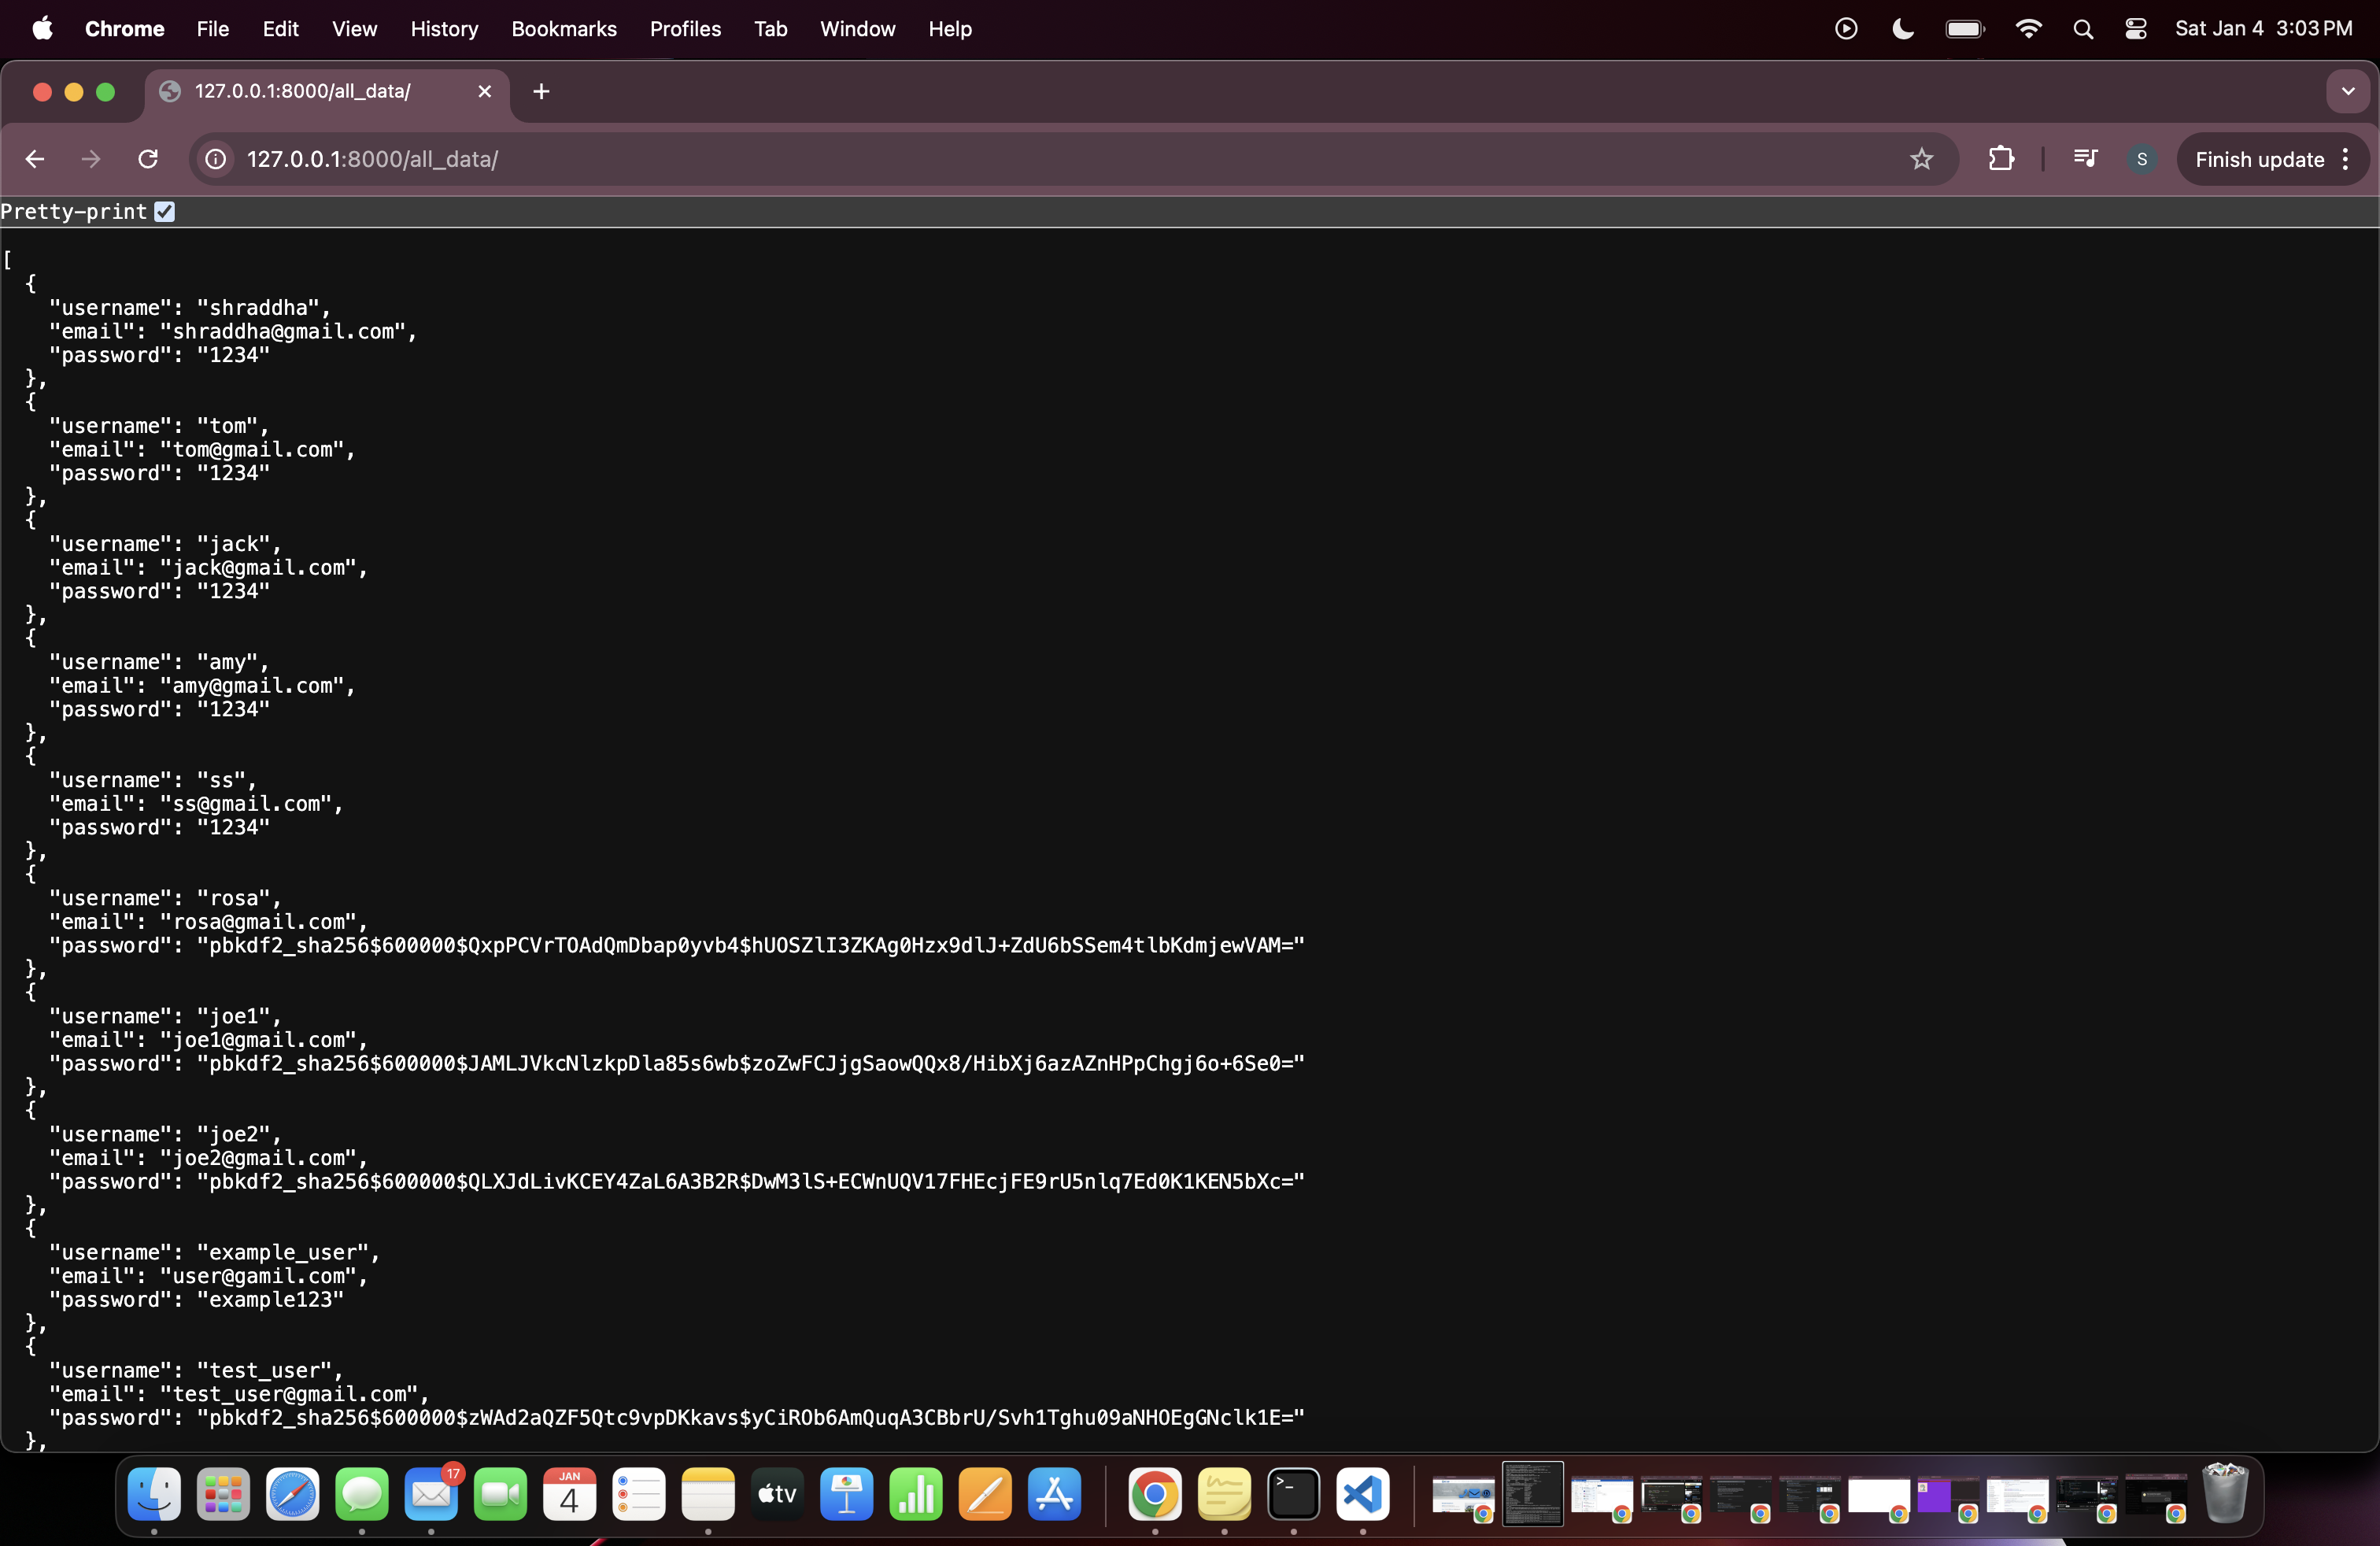 Chrome File Edit View History Bookmarks Profiles Tab Window Help Sat Jan 4 3:03 PM
127.0.0.1:8000/all_data/
127.0.0.1:8000/all_data/ S Finish update
Pretty-print
[
  {
    "username": "shraddha",
    "email": "shraddha@gmail.com",
    "password": "1234"
  },
  {
    "username": "tom",
    "email": "tom@gmail.com",
    "password": "1234"
  },
  {
    "username": "jack",
    "email": "jack@gmail.com",
    "password": "1234"
  },
  {
    "username": "amy",
    "email": "amy@gmail.com",
    "password": "1234"
  },
  {
    "username": "ss",
    "email": "ss@gmail.com",
    "password": "1234"
  },
  {
    "username": "rosa",
    "email": "rosa@gmail.com",
    "password": "pbkdf2_sha256$600000$QxpPCVrTOAdQmDbap0yvb4$hUOSZlI3ZKAg0Hzx9dlJ+ZdU6bSSem4tlbKdmjewVAM="
  },
  {
    "username": "joe1",
    "email": "joe1@gmail.com",
    "password": "pbkdf2_sha256$600000$JAMLJVkcNlzkpDla85s6wb$zoZwFCJjgSaowQQx8/HibXj6azAZnHPpChgj6o+6Se0="
  },
  {
    "username": "joe2",
    "email": "joe2@gmail.com",
    "password": "pbkdf2_sha256$600000$QLXJdLivKCEY4ZaL6A3B2R$DwM3lS+ECWnUQV17FHEcjFE9rU5nlq7Ed0K1KEN5bXc="
  },
  {
    "username": "example_user",
    "email": "user@gamil.com",
    "password": "example123"
  },
  {
    "username": "test_user",
    "email": "test_user@gmail.com",
    "password": "pbkdf2_sha256$600000$zWAd2aQZF5Qtc9vpDKkavs$yCiROb6AmQuqA3CBbrU/Svh1Tghu09aNHOEgGNclk1E="
  },
17 JAN 4 tv >_